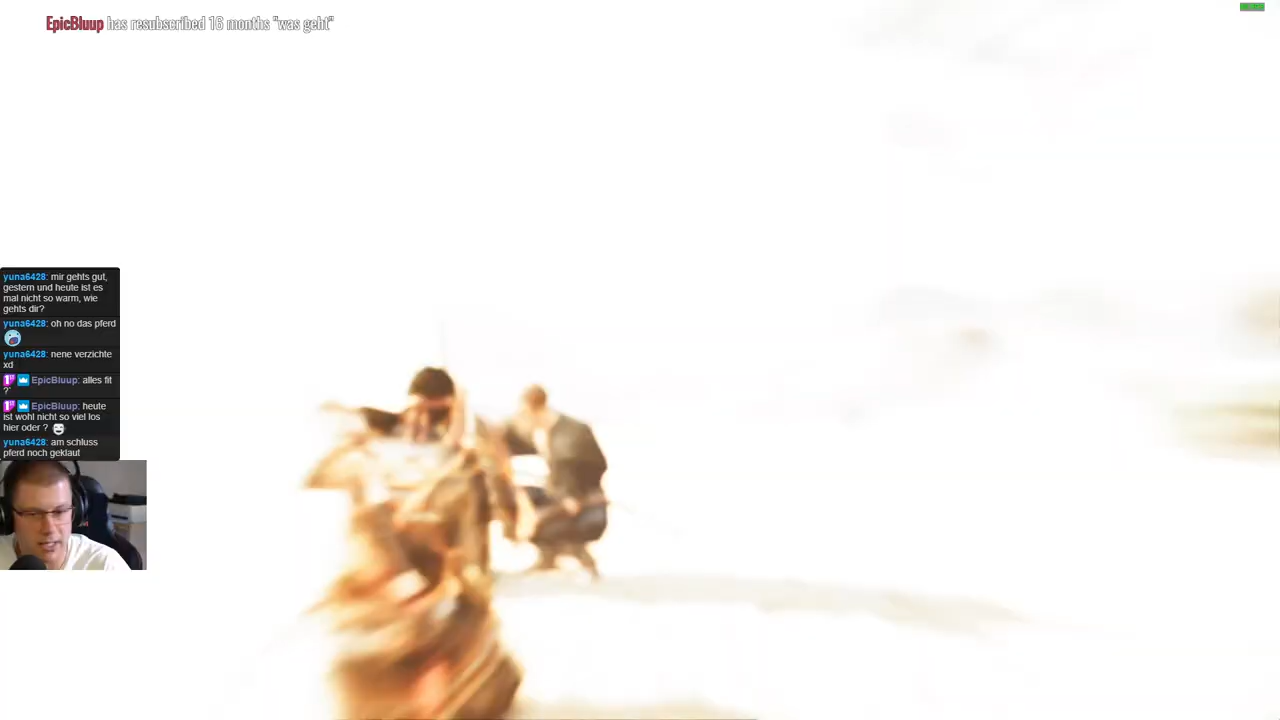 EpicBluup has resubscribed 16 months "was geht"
yuna6428: mir gehts gut,
gestern und heute ist es
mal nicht so warm, wie
gehts dir?
yuna6428: oh no das pferd
yuna6428: nene verzichte
xd
EpicBluup: alles fit
?*
EpicBluup: heute
ist wohl nicht so viel los
hier oder ?
yuna6428: am schluss
pferd noch geklaut